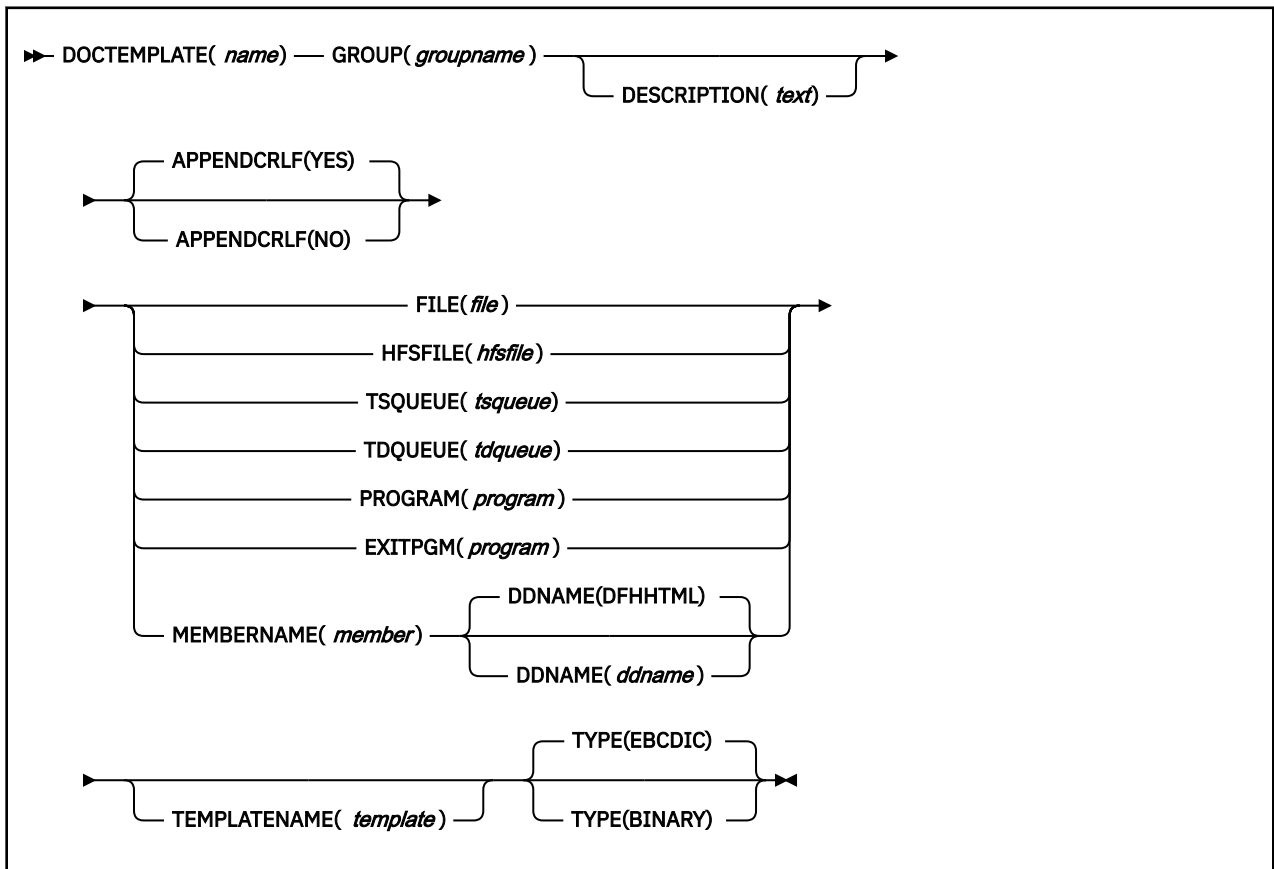 DOCTEMPLATE( name) GROUP( groupname )
DESCRIPTION( text)
APPENDCRLF(YES)
APPENDCRLF(NO)
FILE( file)
HFSFILE( hfsfile )
TSQUEUE( tsqueue)
TDQUEUE( tdqueue)
PROGRAM( program)
EXITPGM( program )
DDNAME(DFHHTML)
MEMBERNAME( member)
DDNAME( ddname )
TYPE(EBCDIC)
TEMPLATENAME( template )
TYPE(BINARY)